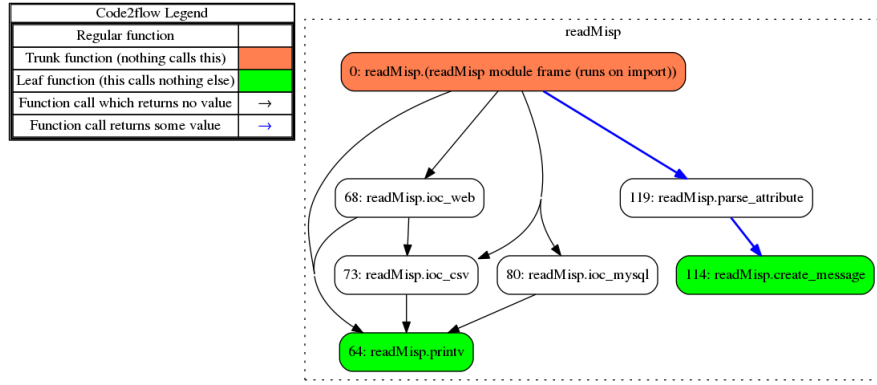 Code2flow Legend
Regular function
Trunk function (nothing calls this)
Leaf function (this calls nothing else)
Function call which returns no value →
Function call returns some value →
readMisp
0: readMisp.(readMisp module frame (runs on import))
68: readMisp.ioc_web
119: readMisp.parse_attribute
73: readMisp.ioc_csv
80: readMisp.ioc_mysql
114: readMisp.create_message
64: readMisp.printv